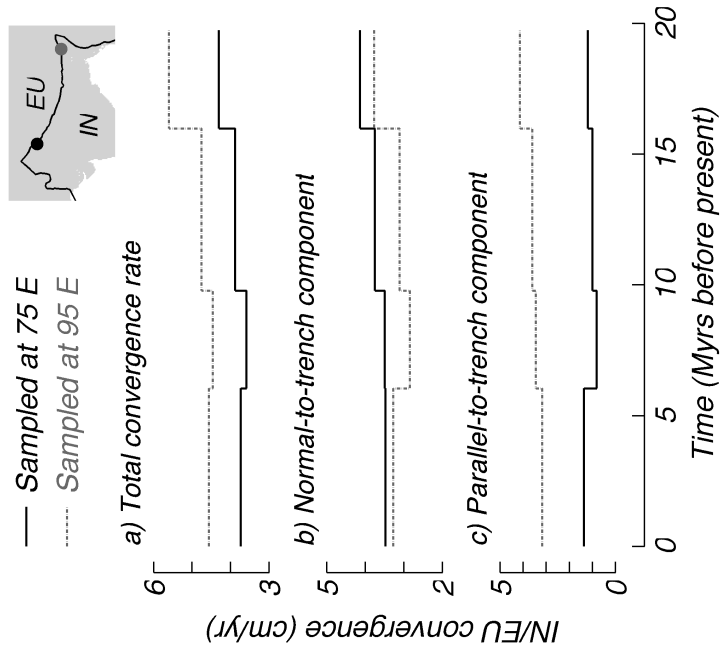 Sampled at 75 E
Sampled at 95 E
EU
IN
a) Total convergence rate
6
3
b) Normal-to-trench component
5
2
c) Parallel-to-trench component
5
0
IN/EU convergence (cm/yr)
0
5
10
15
20
Time (Myrs before present)